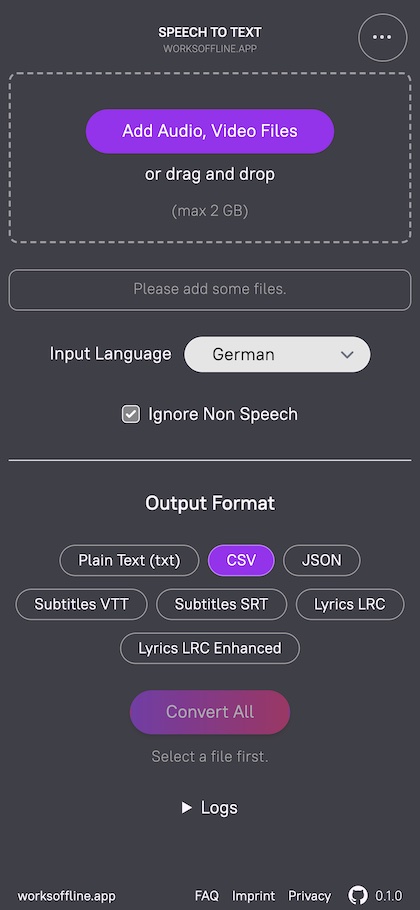 SPEECH TO TEXT
WORKSOFFLINE.APP
Add Audio, Video Files
or drag and drop
(max 2 GB)
Please add some files.
Input Language German
Ignore Non Speech
Output Format
Plain Text (txt) CSV JSON
Subtitles VTT Subtitles SRT Lyrics LRC
Lyrics LRC Enhanced
Convert All
Select a file first.
Logs
worksoffline.app FAQ Imprint Privacy 0.1.0